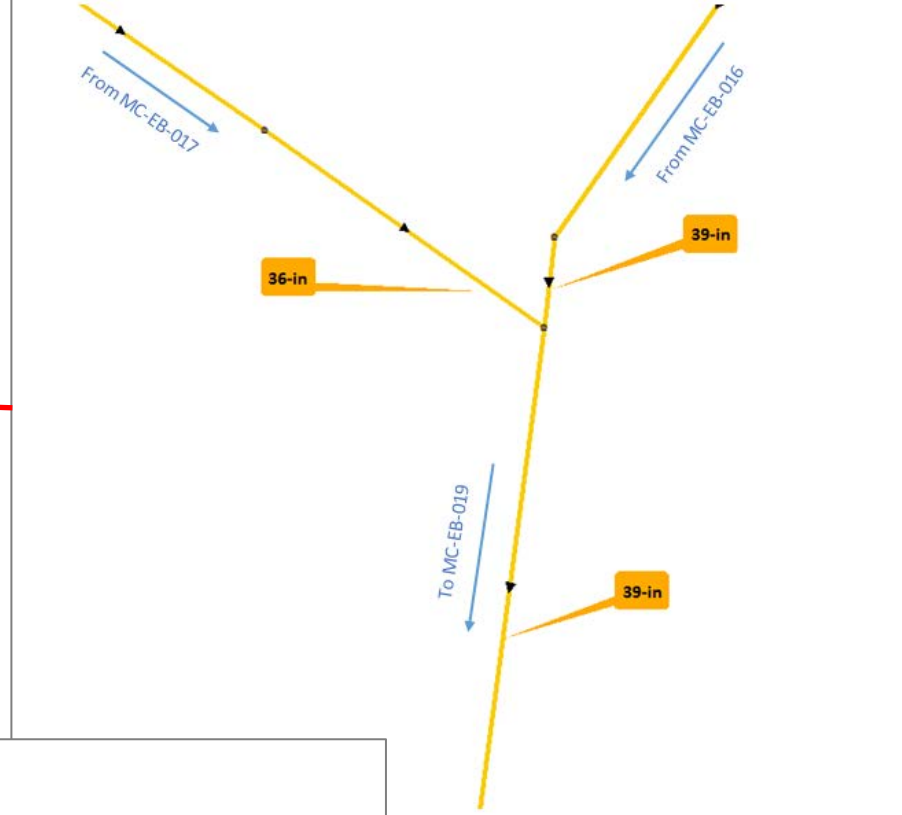 From MC-EB-017
From MC-EB-016
39-in
36-in
To MC-EB-019
39-in